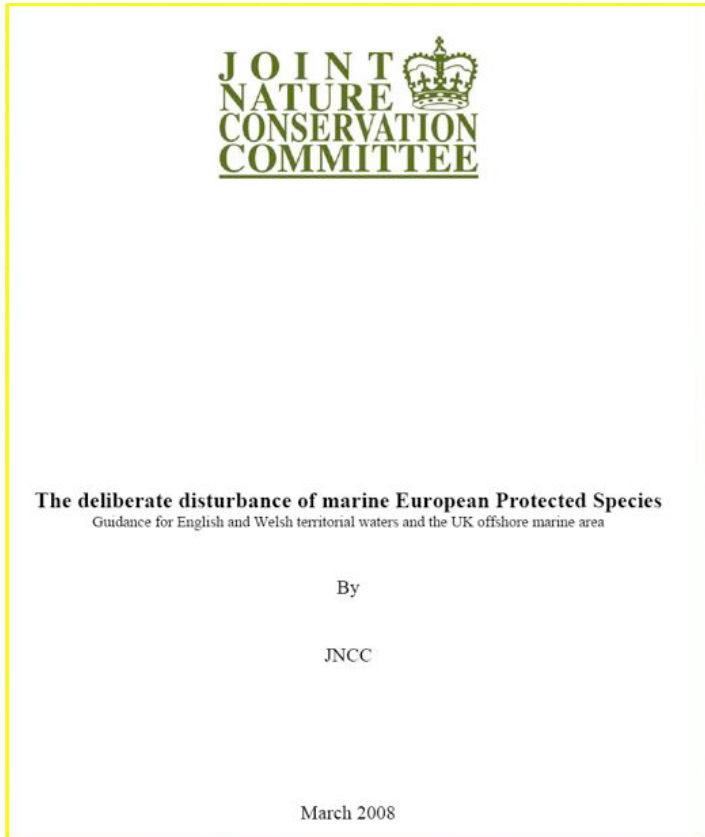 JOINT
NATURE
CONSERVATION
COMMITTEE
The deliberate disturbance of marine European Protected Species
Guidance for English and Welsh territorial waters and the UK offshore marine area
By
JNCC
March 2008